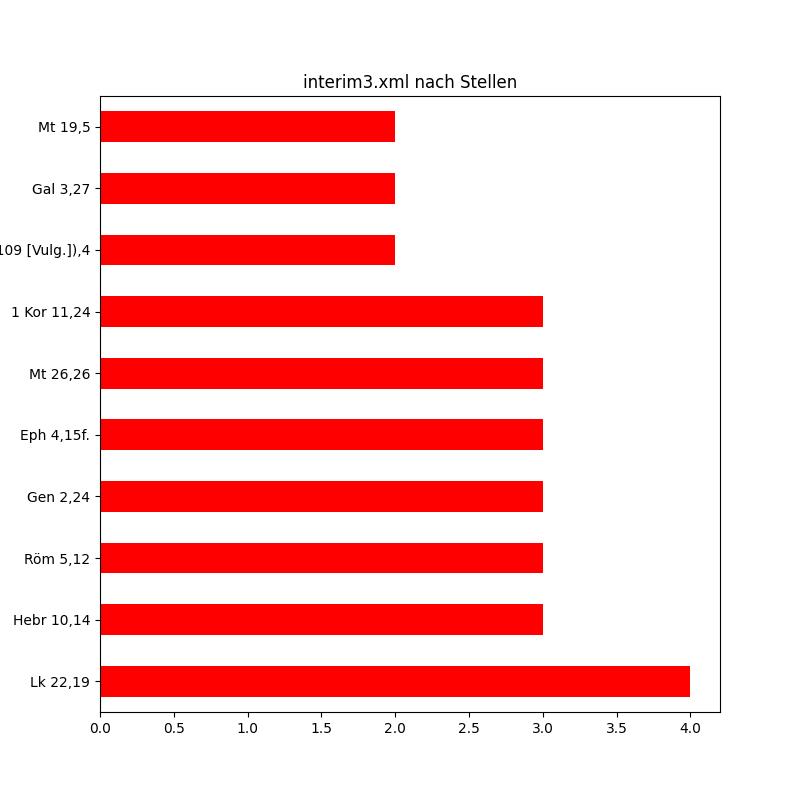 interim3.xml nach Stellen
Mt 19,5
Gal 3,27
109 [Vulg.]),4
1 Kor 11,24
Mt 26,26
Eph 4,15f.
Gen 2,24
Röm 5,12
Hebr 10,14
Lk 22,19
0.0 0.5 1.0 1.5 2.0 2.5 3.0 3.5 4.0